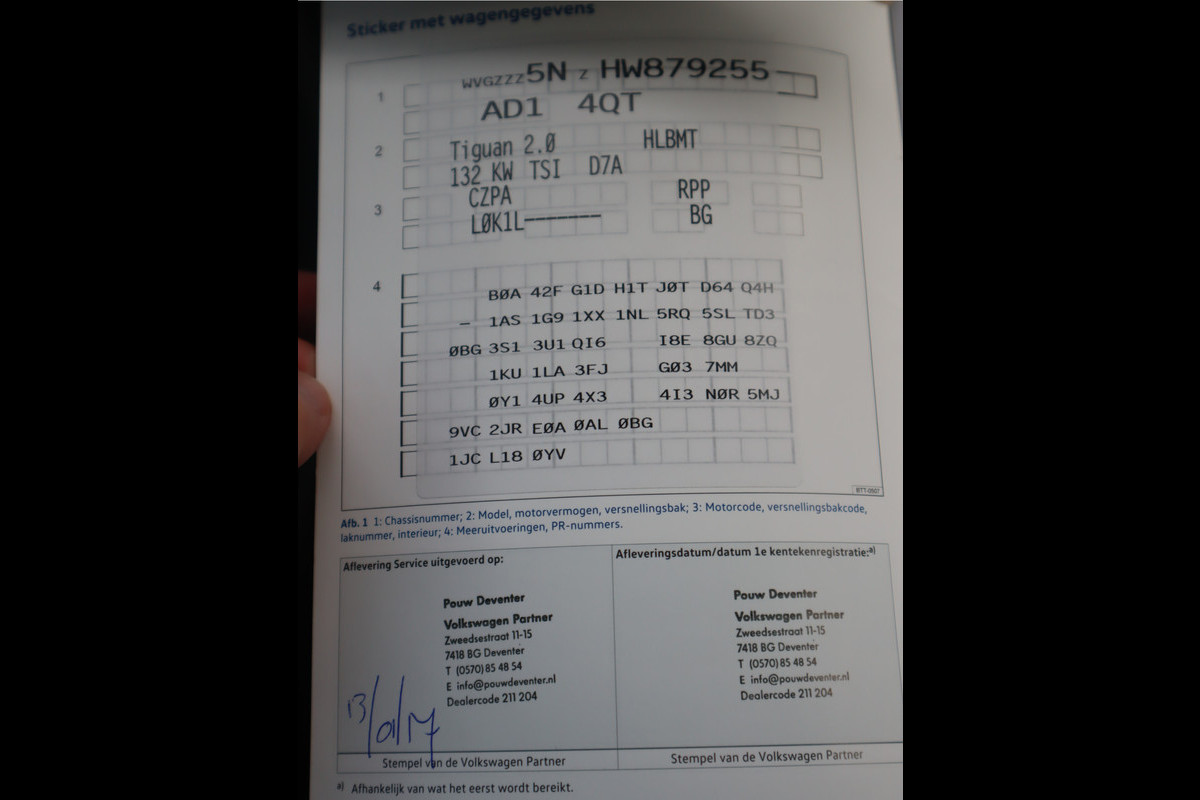 Sticker met wagengegevens
1 WVGZZZ5N Z HW879255
AD1 4QT
2 Tiguan 2.0 HLBMT
132 KW TSI D7A
3 CZPA RPP
L0K1L------- BG
4 B0A 42F G1D H1T J0T D64 Q4H
– 1AS 1G9 1XX 1NL 5RQ 5SL TD3
0BG 3S1 3U1 QI6 I8E 8GU 8ZQ
1KU 1LA 3FJ G03 7MM
0Y1 4UP 4X3 4I3 N0R 5MJ
9VC 2JR E0A 0AL 0BG
1JC L18 0YV
BTT-0507
Afb. 1 1: Chassisnummer; 2: Model, motorvermogen, versnellingsbak; 3: Motorcode, versnellingsbakcode,
laknummer, interieur; 4: Meeruitvoeringen, PR-nummers.
Aflevering Service uitgevoerd op:
Pouw Deventer
Volkswagen Partner
Zweedsestraat 11-15
7418 BG Deventer
T (0570) 85 48 54
E info@pouwdeventer.nl
Dealercode 211 204
13/01/17
Stempel van de Volkswagen Partner
Afleveringsdatum/datum 1e kentekenregistratie:a)
Pouw Deventer
Volkswagen Partner
Zweedsestraat 11-15
7418 BG Deventer
T (0570) 85 48 54
E info@pouwdeventer.nl
Dealercode 211 204
Stempel van de Volkswagen Partner
a) Afhankelijk van wat het eerst wordt bereikt.